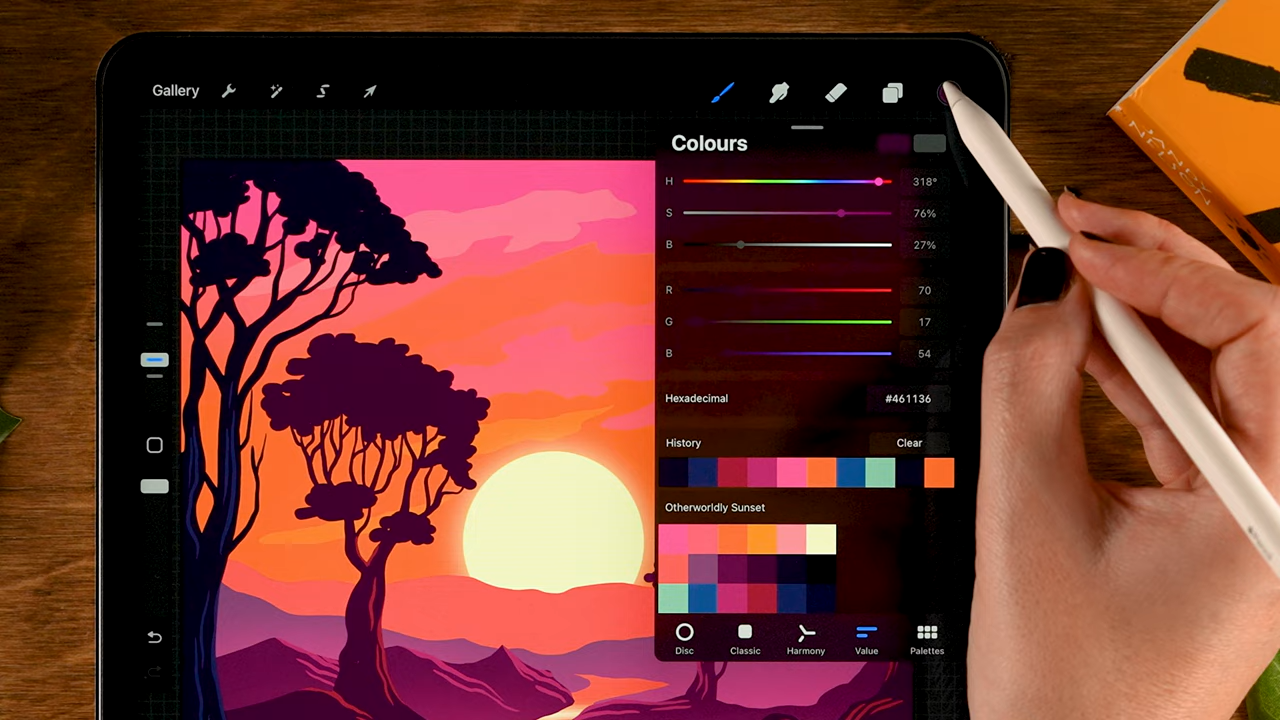 Gallery
Colours
H 318°
S 76%
B 27%
R 70
G 17
B 54
Hexadecimal #461136
History Clear
Otherworldly Sunset
Disc Classic Harmony Value Palettes